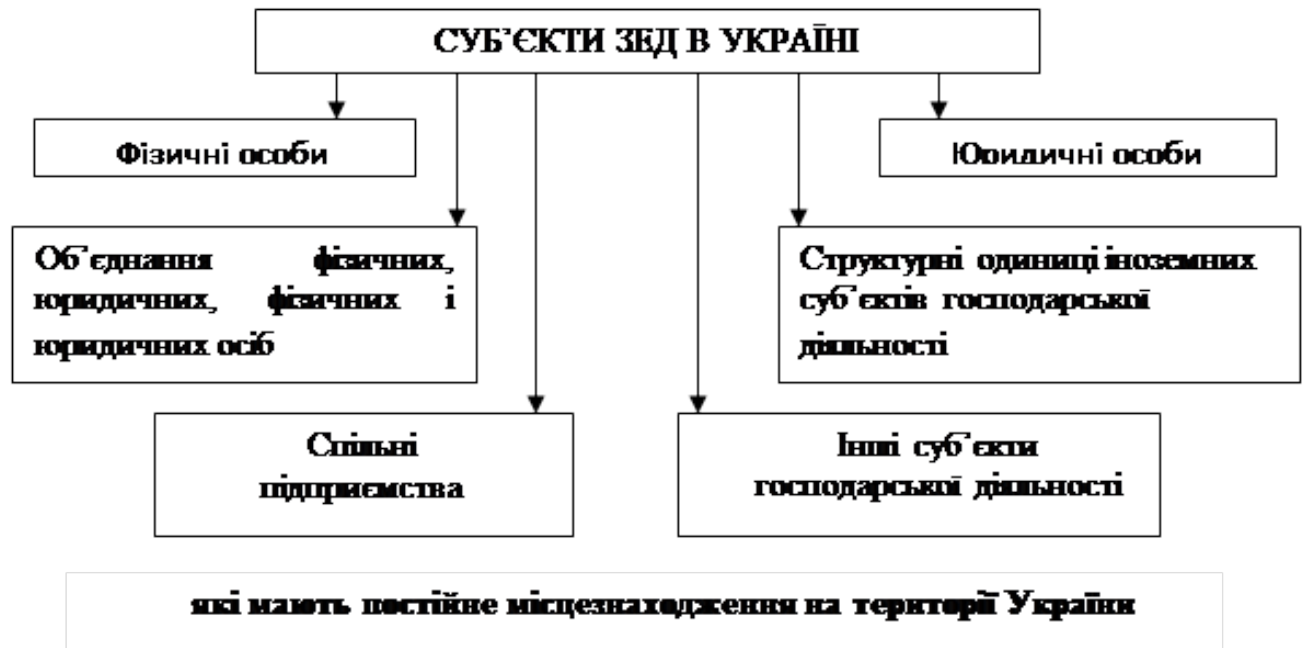 СУБ’ЄКТИ ЗЕД В УКРАЇНІ
Фізичні особи
Юридичні особи
Об’єднання фізичних,
юридичних, фізичних і
юридичних осіб
Структурні одиниці іноземних
суб’єктів господарської
діяльності
Спільні
підприємства
Інші суб’єкти
господарської діяльності
які мають постійне місцезнаходження на території України